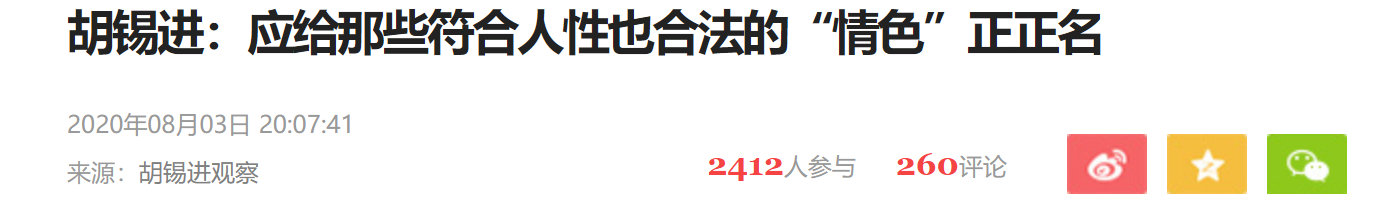 胡锡进：应给那些符合人性也合法的“情色”正正名
2020年08月03日 20:07:41
来源：胡锡进观察
2412人参与 260评论